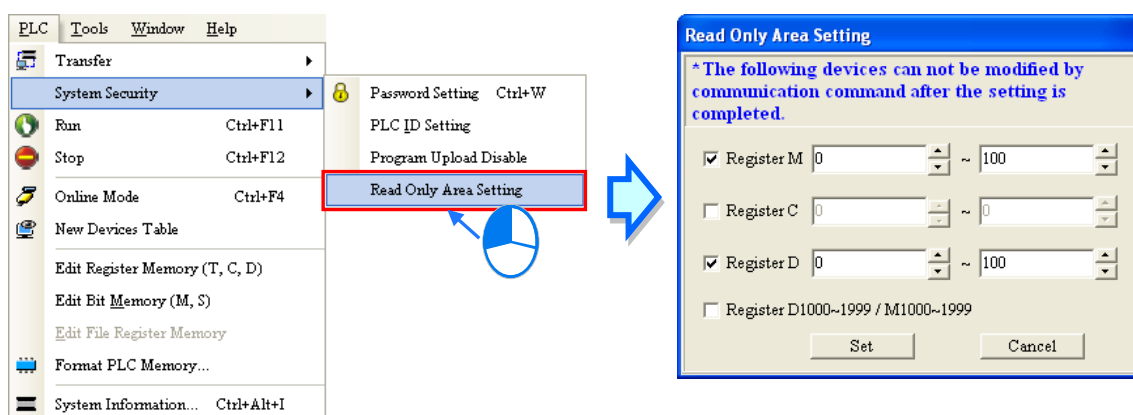 PLC Tools Window Help
Transfer
System Security
Run Ctrl+F11
Stop Ctrl+F12
Online Mode Ctrl+F4
New Devices Table
Edit Register Memory (T, C, D)
Edit Bit Memory (M, S)
Edit File Register Memory
Format PLC Memory...
System Information... Ctrl+Alt+I
Password Setting Ctrl+W
PLC ID Setting
Program Upload Disable
Read Only Area Setting
Read Only Area Setting
*The following devices can not be modified by
communication command after the setting is
completed.
Register M 0 ~ 100
Register C 0 ~ 0
Register D 0 ~ 100
Register D1000~1999 / M1000~1999
Set Cancel